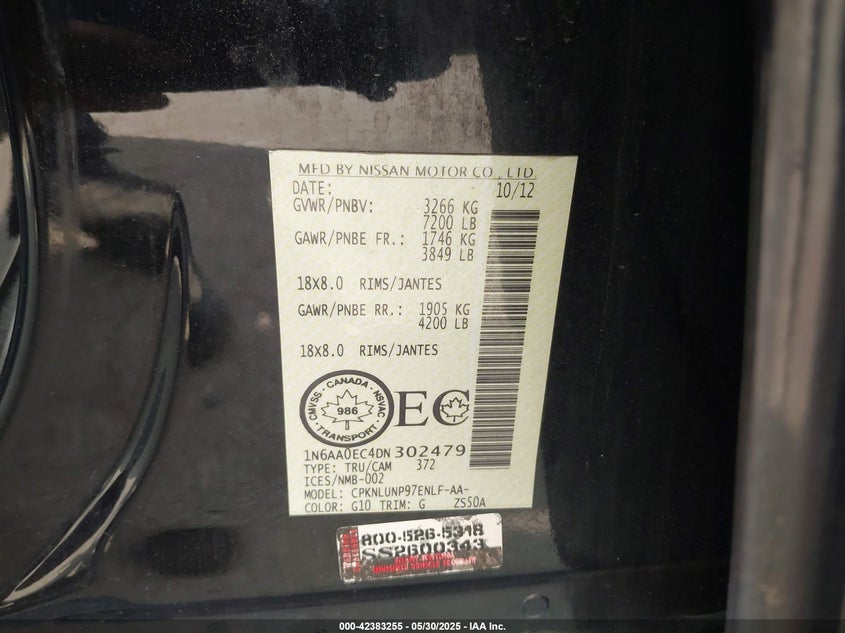 MFD BY NISSAN MOTOR CO., LTD.
DATE: 10/12
GVWR/PNBV: 3266 KG
7200 LB
GAWR/PNBE FR.: 1746 KG
3849 LB
18X8.0 RIMS/JANTES
GAWR/PNBE RR.: 1905 KG
4200 LB
18X8.0 RIMS/JANTES
CMVSS · CANADA · NSVAC
986
· TRANSPORT ·
EC
1N6AA0EC4DN302479
TYPE: TRU/CAM 372
ICES/NMB-002
MODEL: CPKNLUNP97ENLF-AA-
COLOR: G10 TRIM: G ZS50A
800-526-5318
SS2600343
000-42383255 — 05/30/2025 — IAA Inc.